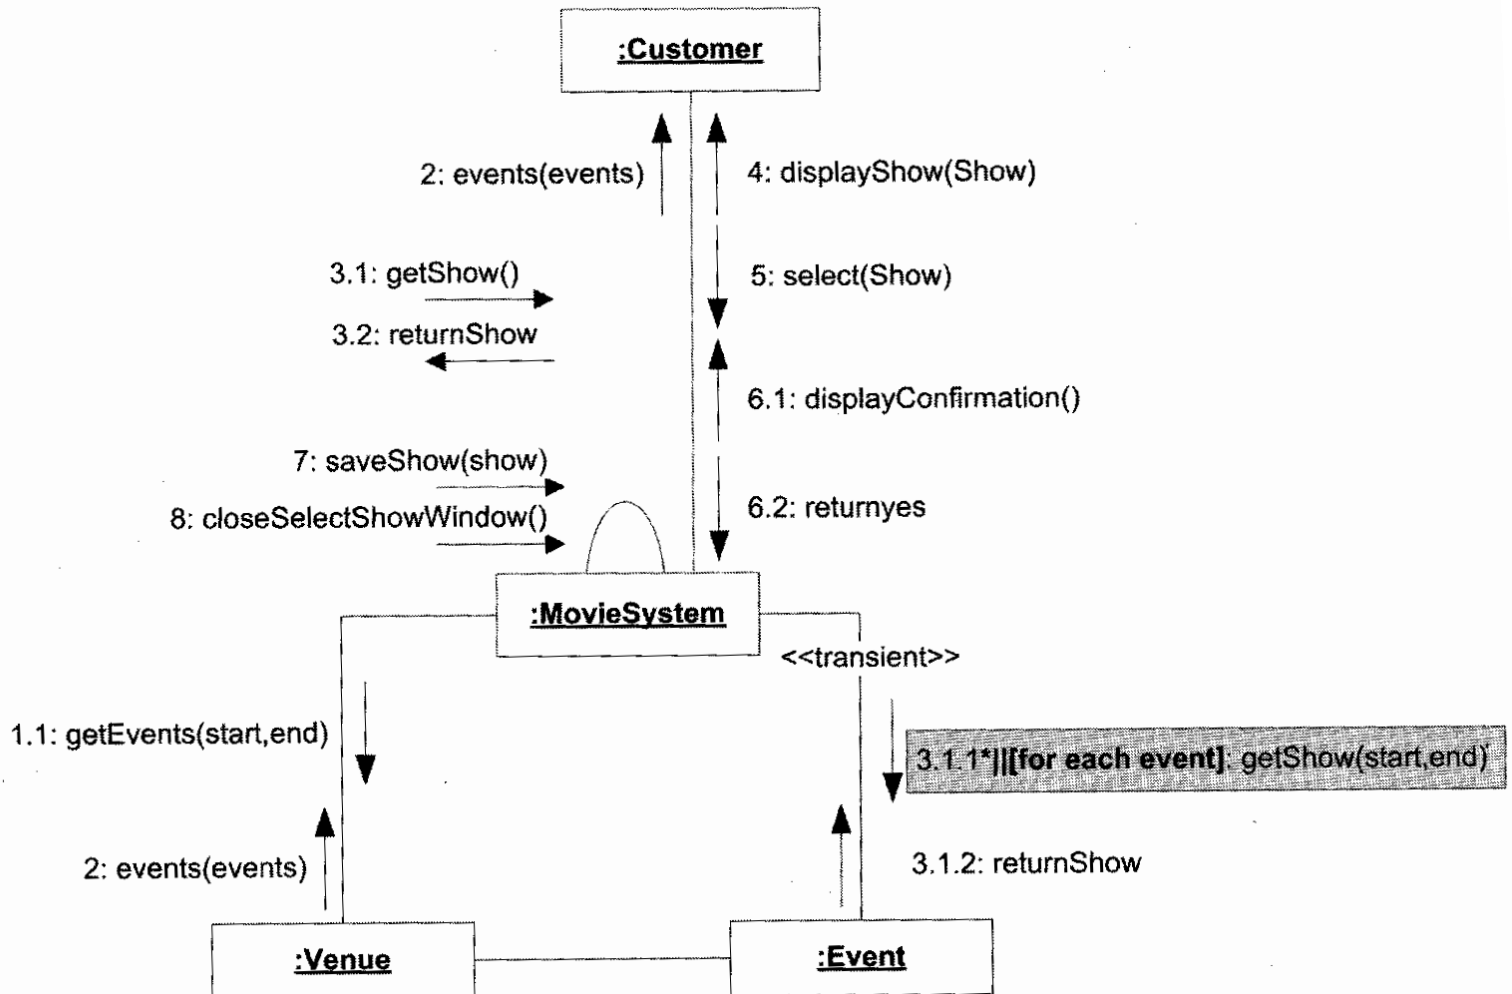 :Customer
2: events(events)
4: displayShow(Show)
3.1: getShow()
5: select(Show)
3.2: returnShow
6.1: displayConfirmation()
7: saveShow(show)
8: closeSelectShowWindow()
6.2: returnyes
:MovieSystem
<<transient>>
1.1: getEvents(start,end)
3.1.1*||[for each event]: getShow(start,end)
2: events(events)
3.1.2: returnShow
:Venue
:Event